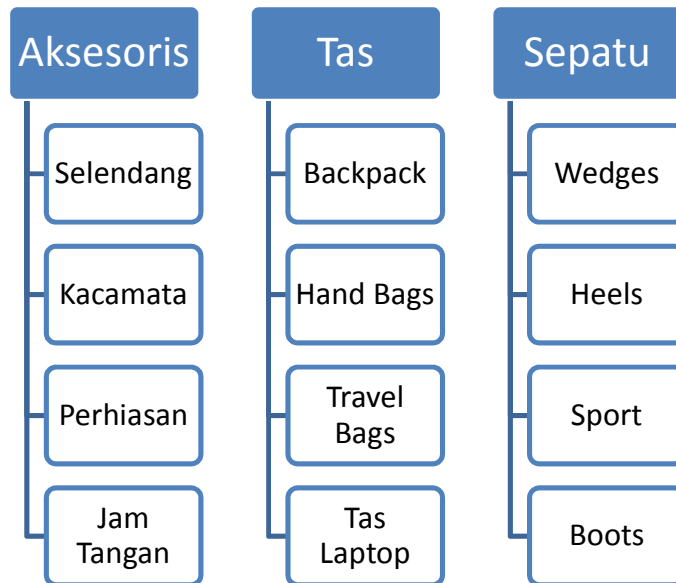 Aksesoris
Selendang
Kacamata
Perhiasan
Jam
Tangan
Tas
Backpack
Hand Bags
Travel
Bags
Tas
Laptop
Sepatu
Wedges
Heels
Sport
Boots